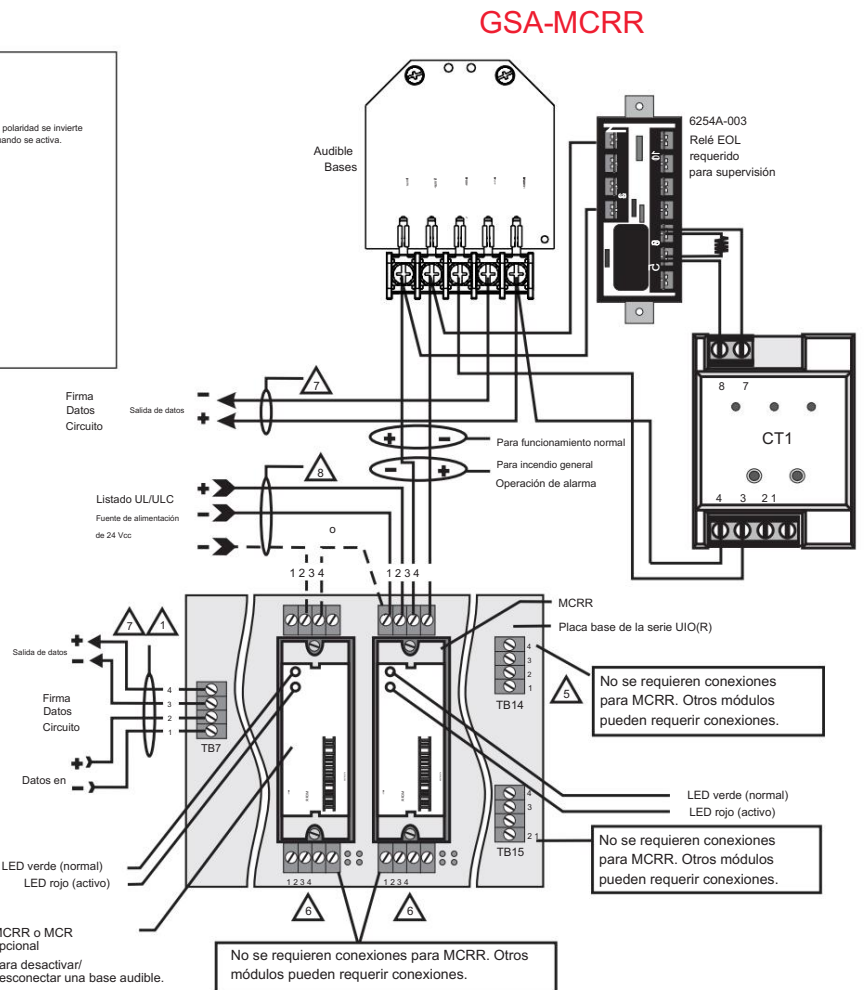 GSA-MCRR
polaridad se invierte
uando se activa.
Audible
Bases
6254A-003
Relé EOL
requerido
para supervisión
10
9
8
C
8 7
CT1
4 3 2 1
Firma
Datos
Circuito
-
+
Salida de datos
7
+ -
Para funcionamiento normal
- +
Para incendio general
Operación de alarma
Listado UL/ULC
Fuente de alimentación
de 24 Vcc
+
-
-
8
o
1 2 3 4
1 2 3 4
MCRR
Placa base de la serie UIO(R)
7 1
Salida de datos
+
-
Firma
Datos
Circuito
+
Datos en
-
4
3
2
1
TB7
4
3
2
1
TB14
5
No se requieren conexiones
para MCRR. Otros módulos
pueden requerir conexiones.
LED verde (normal)
LED rojo (activo)
4
3
2 1
TB15
No se requieren conexiones
para MCRR. Otros módulos
pueden requerir conexiones.
LED verde (normal)
LED rojo (activo)
1 2 3 4
1 2 3 4
6
6
MCRR o MCR
pcional
ara desactivar/
esconectar una base audible.
No se requieren conexiones para MCRR. Otros
módulos pueden requerir conexiones.